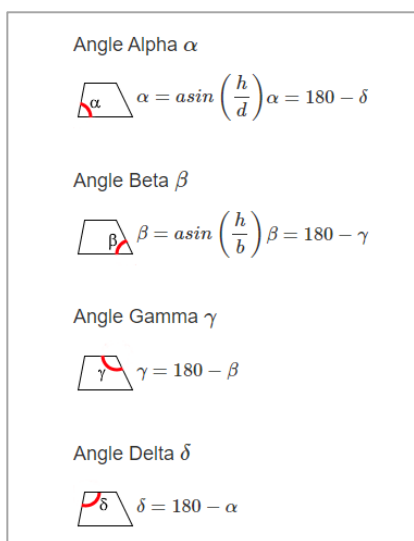 Angle Alpha α
α α = asin (h/d) α = 180 − δ
Angle Beta β
β β = asin (h/b) β = 180 − γ
Angle Gamma γ
γ γ = 180 − β
Angle Delta δ
δ δ = 180 − α